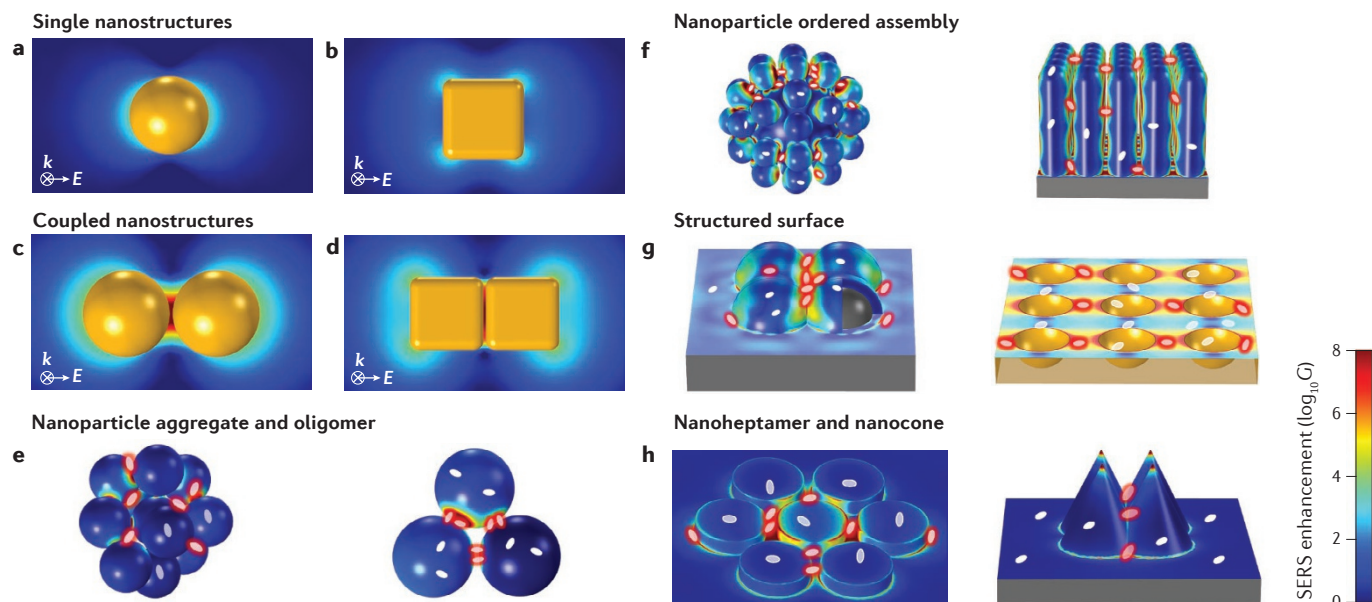 Single nanostructures
a
b
k
E
k
E
Coupled nanostructures
c
d
k
E
k
E
Nanoparticle aggregate and oligomer
e
Nanoparticle ordered assembly
f
Structured surface
g
Nanoheptamer and nanocone
h
8
6
4
2
0
SERS enhancement (log₁₀G)